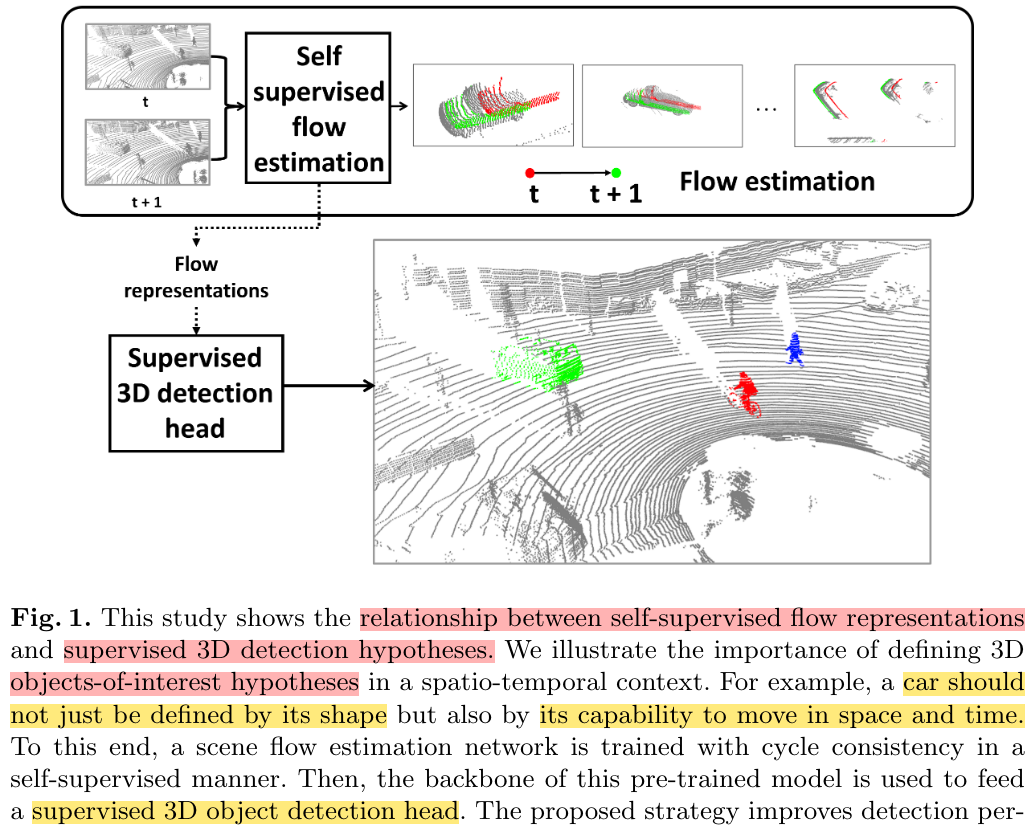 t
t + 1
Self
supervised
flow
estimation
...
t
t + 1
Flow estimation
Flow
representations
Supervised
3D detection
head
Fig. 1. This study shows the relationship between self-supervised flow representations
and supervised 3D detection hypotheses. We illustrate the importance of defining 3D
objects-of-interest hypotheses in a spatio-temporal context. For example, a car should
not just be defined by its shape but also by its capability to move in space and time.
To this end, a scene flow estimation network is trained with cycle consistency in a
self-supervised manner. Then, the backbone of this pre-trained model is used to feed
a supervised 3D object detection head. The proposed strategy improves detection per-